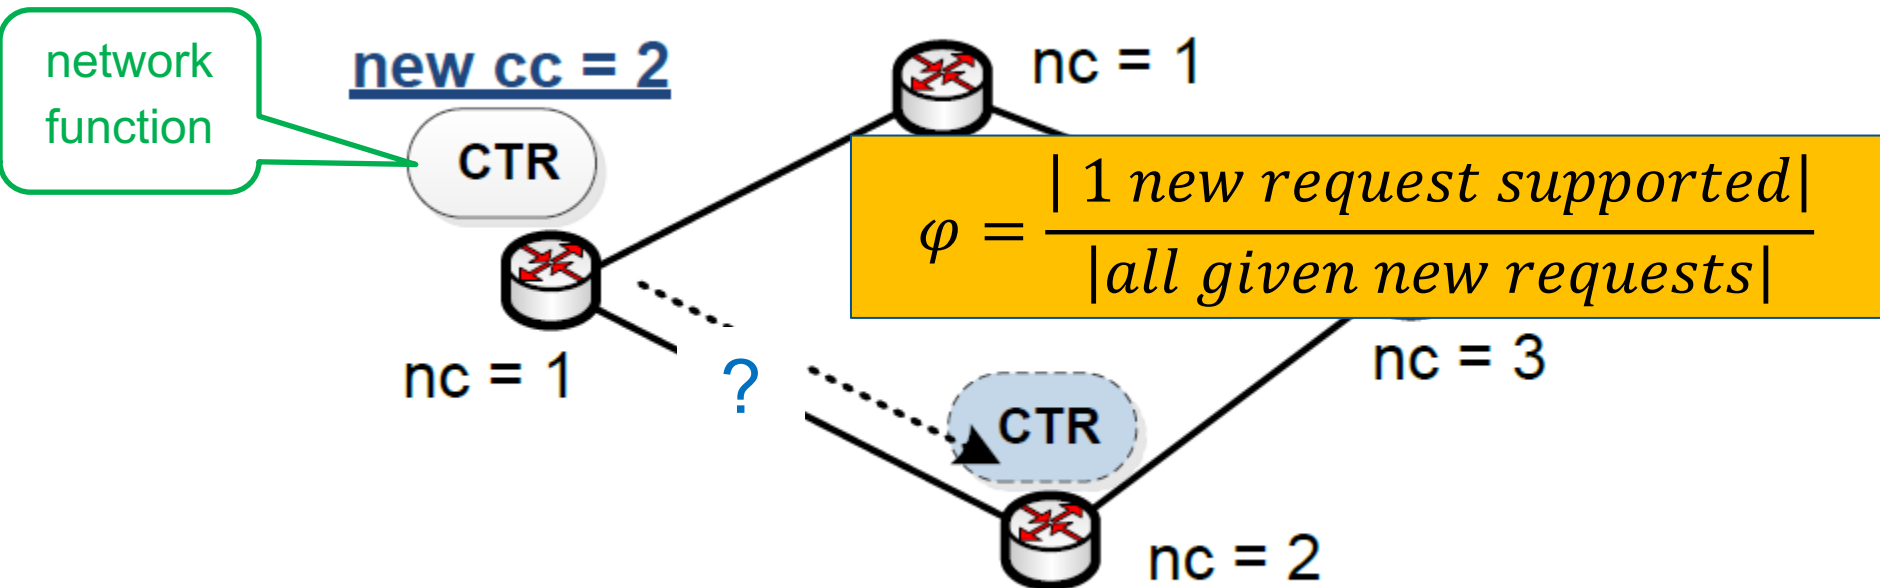 network
function
new cc = 2
nc = 1
CTR
φ = | 1 new request supported| / |all given new requests|
nc = 1
?
nc = 3
CTR
nc = 2